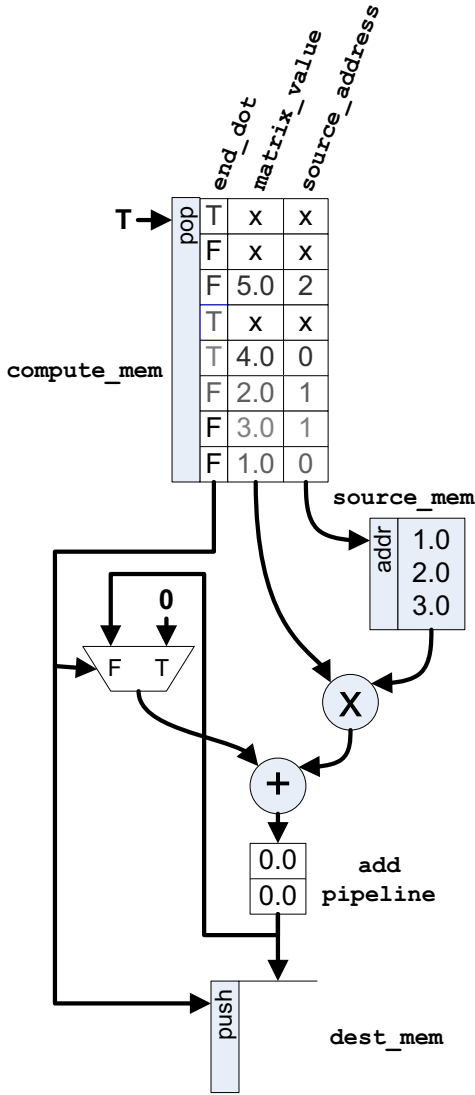 end_dot
matrix_value
source_address
T
pop
T x x
F x x
F 5.0 2
T x x
T 4.0 0
F 2.0 1
F 3.0 1
F 1.0 0
compute_mem
source_mem
addr
1.0
2.0
3.0
0
F T
X
+
0.0
0.0
add
pipeline
push
dest_mem